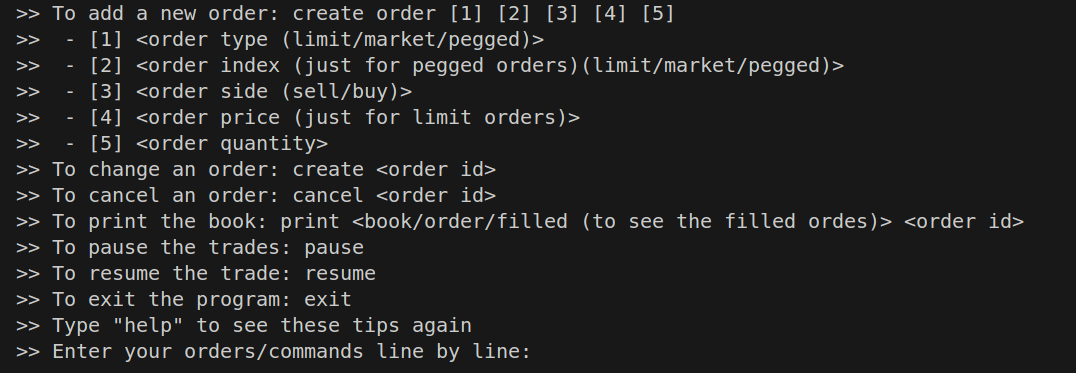 >> To add a new order: create order [1] [2] [3] [4] [5]
>>  - [1] <order type (limit/market/pegged)>
>>  - [2] <order index (just for pegged orders)(limit/market/pegged)>
>>  - [3] <order side (sell/buy)>
>>  - [4] <order price (just for limit orders)>
>>  - [5] <order quantity>
>> To change an order: create <order id>
>> To cancel an order: cancel <order id>
>> To print the book: print <book/order/filled (to see the filled ordes)> <order id>
>> To pause the trades: pause
>> To resume the trade: resume
>> To exit the program: exit
>> Type "help" to see these tips again
>> Enter your orders/commands line by line: